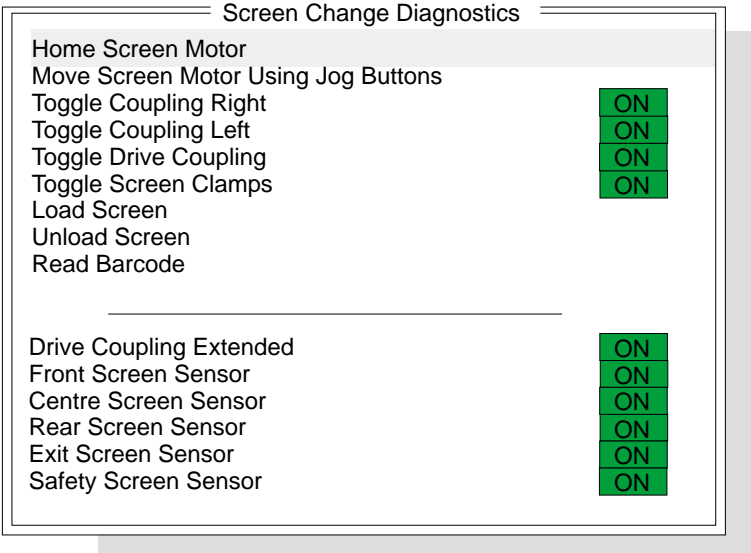 Screen Change Diagnostics
Home Screen Motor
Move Screen Motor Using Jog Buttons
Toggle Coupling Right ON
Toggle Coupling Left ON
Toggle Drive Coupling ON
Toggle Screen Clamps ON
Load Screen
Unload Screen
Read Barcode
Drive Coupling Extended ON
Front Screen Sensor ON
Centre Screen Sensor ON
Rear Screen Sensor ON
Exit Screen Sensor ON
Safety Screen Sensor ON